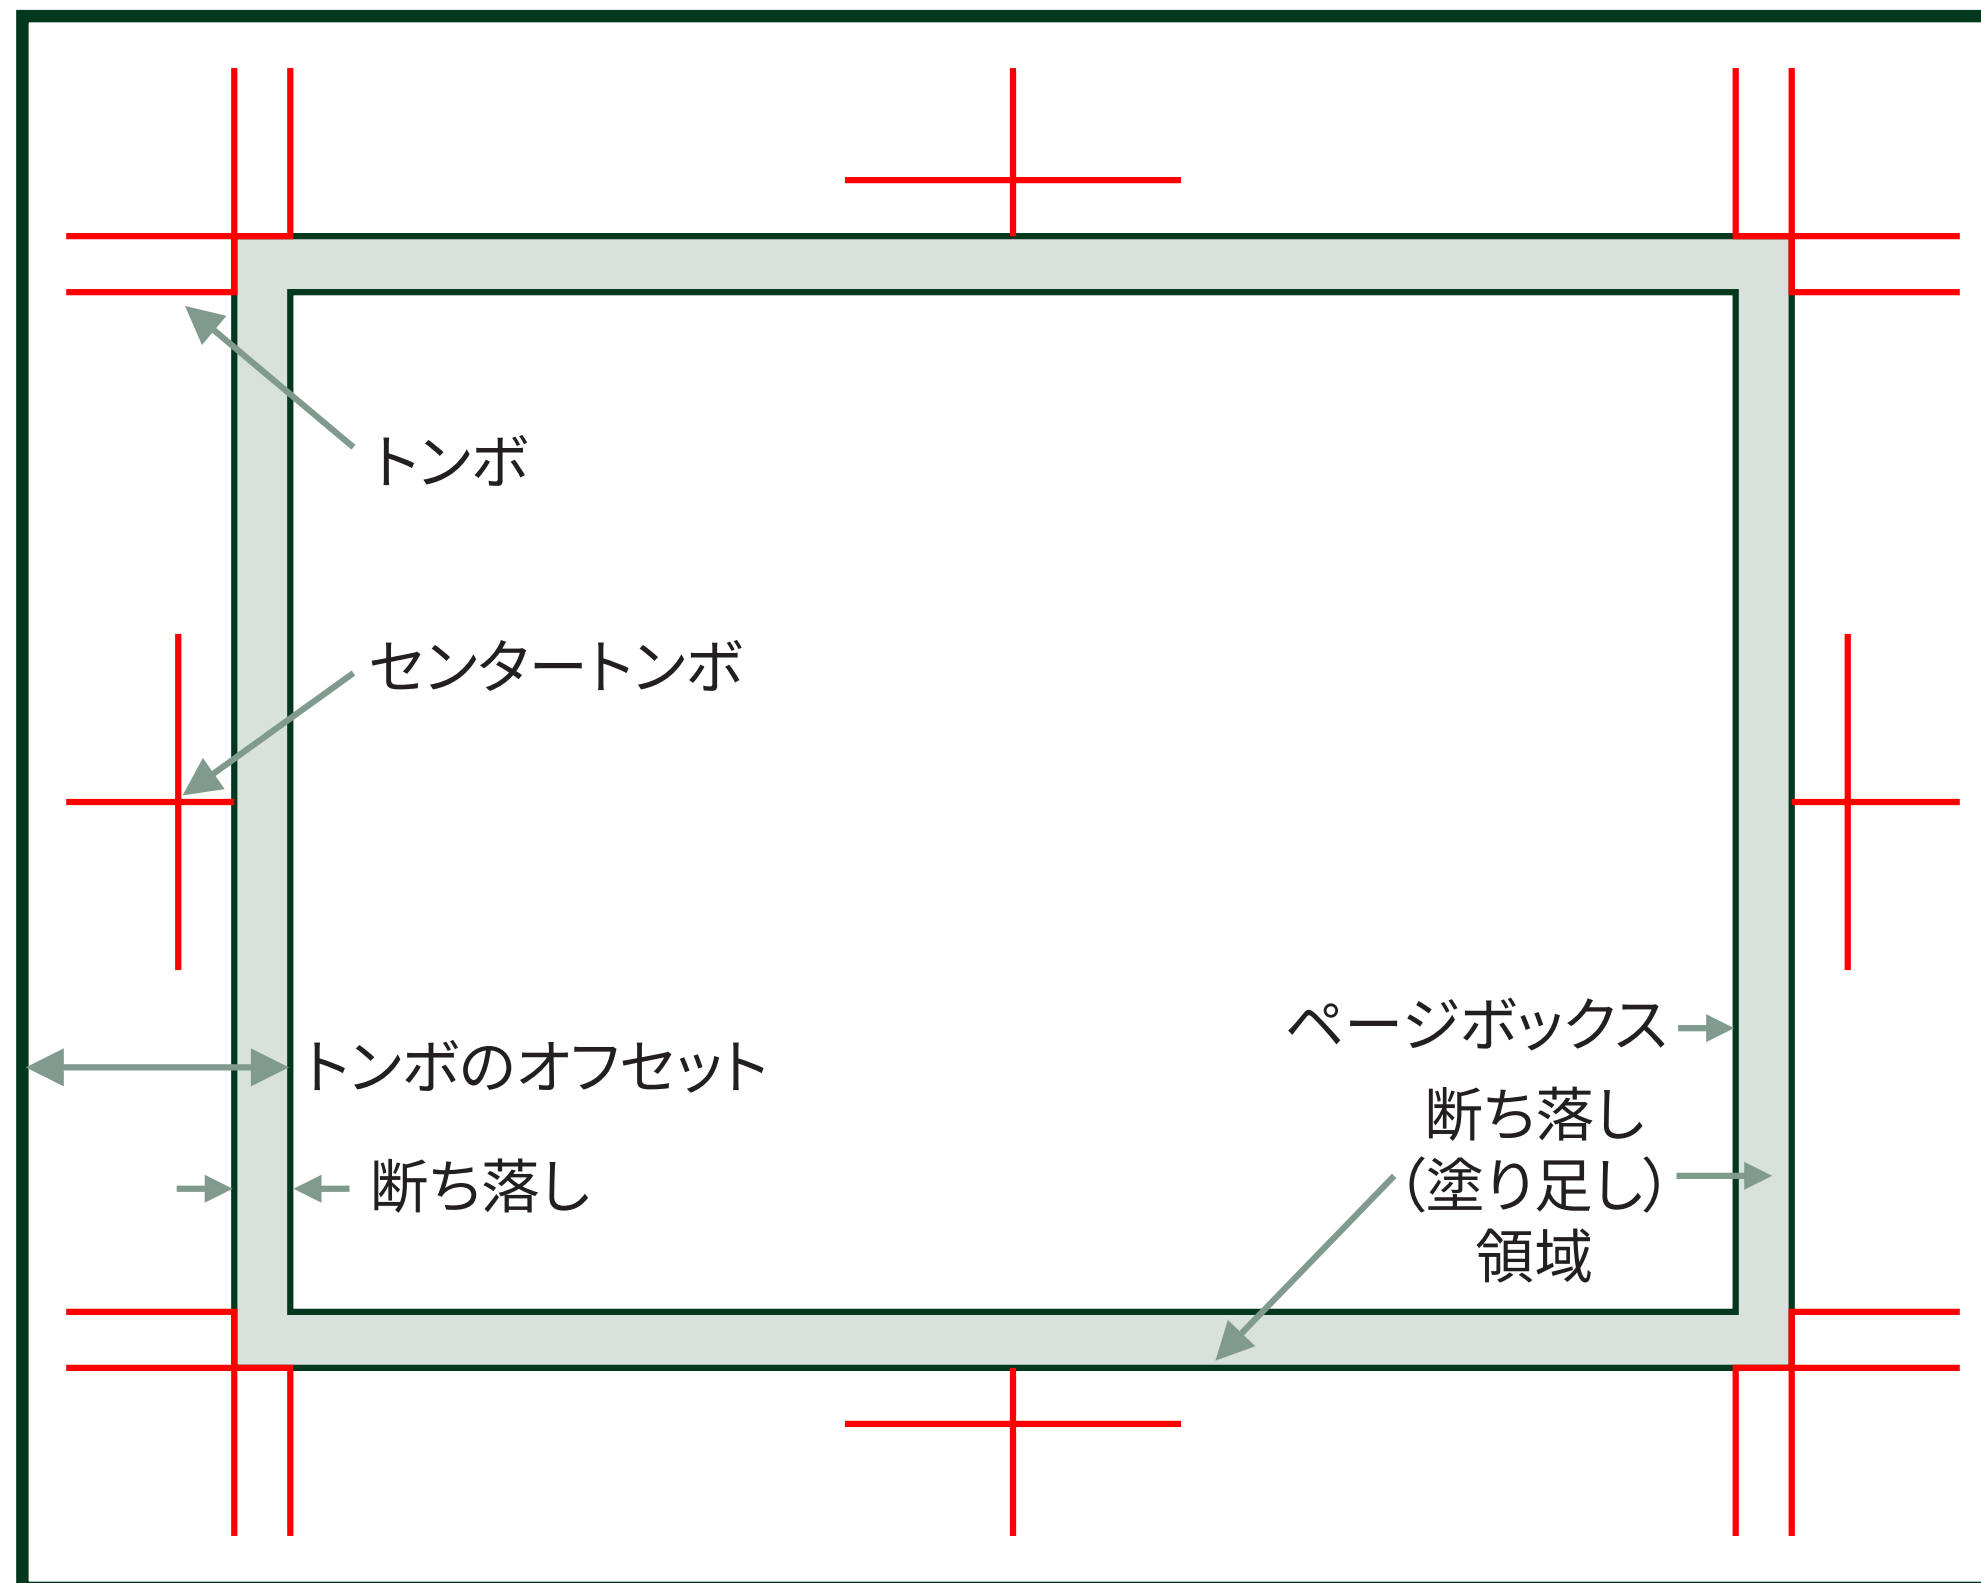 トンボ
センタートンボ
トンボのオフセット
断ち落し
ページボックス
断ち落し
（塗り足し）
領域